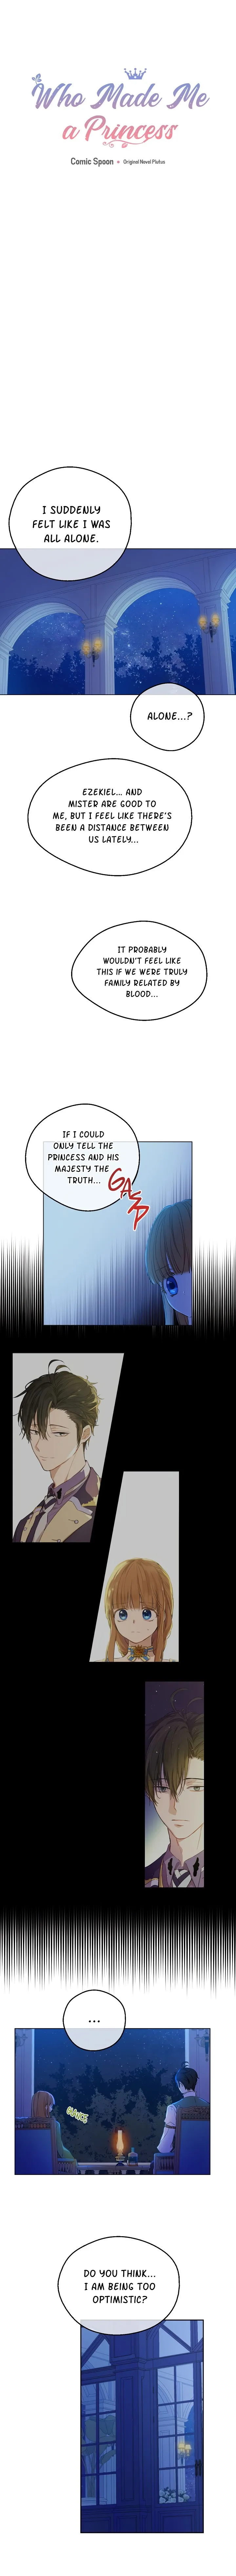 Who Made Me
a Princess
Comic Spoon • Original Novel Plutus
I SUDDENLY
FELT LIKE I WAS
ALL ALONE.
ALONE...?
EZEKIEL... AND
MISTER ARE GOOD TO
ME, BUT I FEEL LIKE THERE'S
BEEN A DISTANCE BETWEEN
US LATELY...
IT PROBABLY
WOULDN'T FEEL LIKE
THIS IF WE WERE TRULY
FAMILY RELATED BY
BLOOD...
IF I COULD
ONLY TELL THE
PRINCESS AND HIS
MAJESTY THE
TRUTH...
GASP
...
DO YOU THINK...
I AM BEING TOO
OPTIMISTIC?